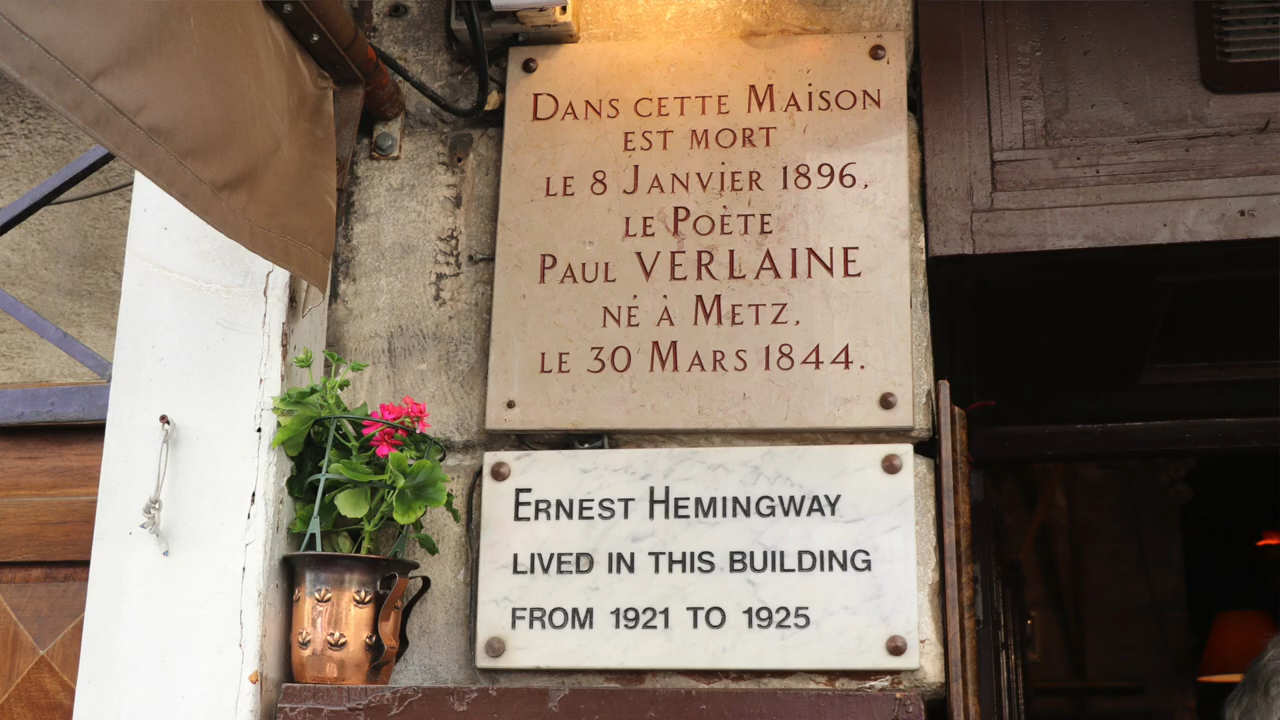 Dans cette Maison
est mort
le 8 Janvier 1896,
le Poète
Paul VERLAINE
né à Metz,
le 30 Mars 1844.
Ernest Hemingway
lived in this building
from 1921 to 1925